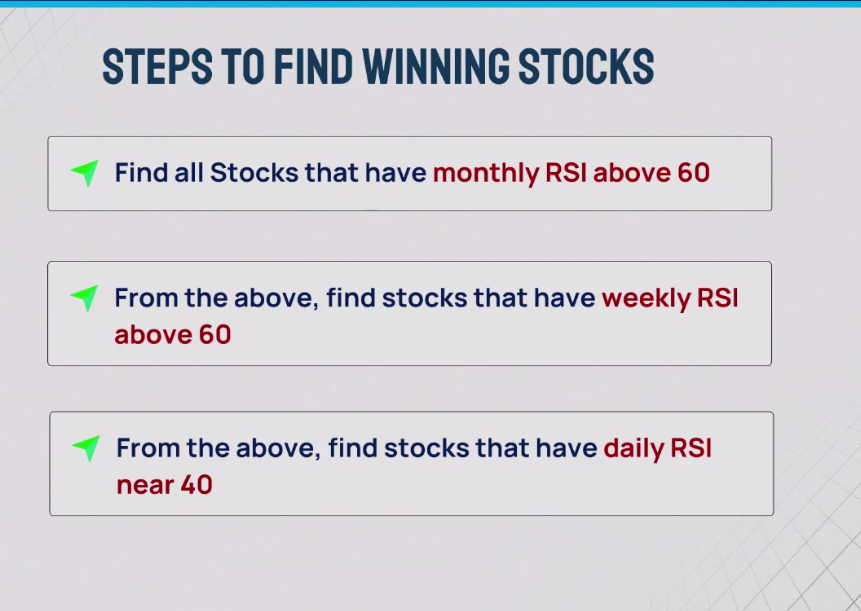 STEPS TO FIND WINNING STOCKS
Find all Stocks that have monthly RSI above 60
From the above, find stocks that have weekly RSI
above 60
From the above, find stocks that have daily RSI
near 40